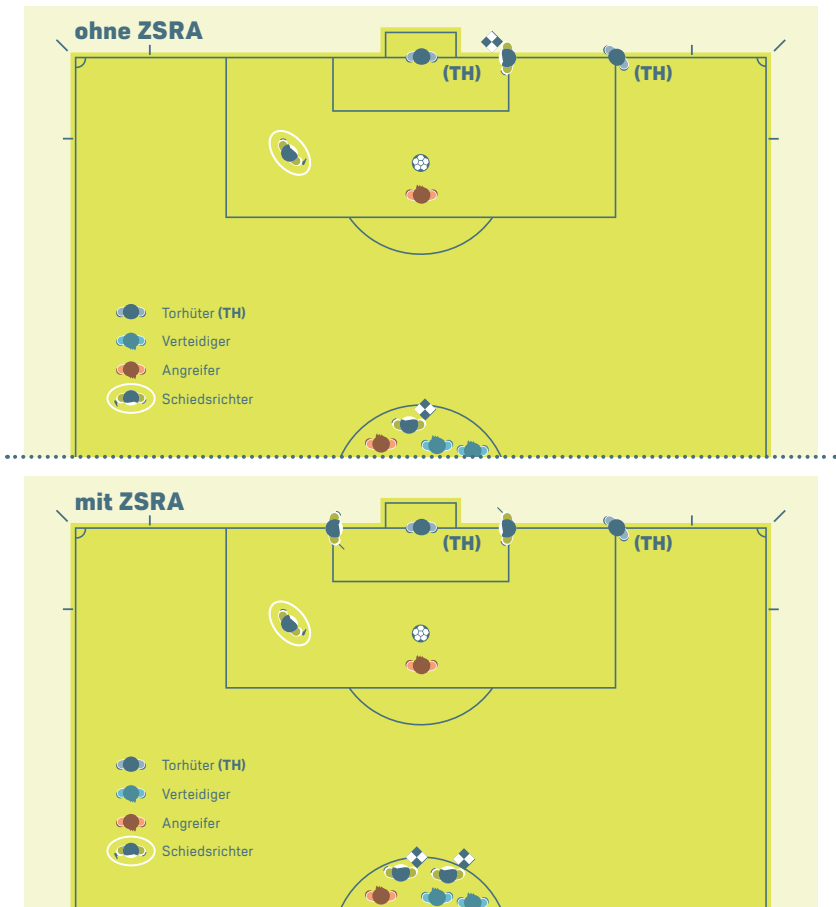 ohne ZSRA
(TH)
(TH)
Torhüter (TH)
Verteidiger
Angreifer
Schiedsrichter
mit ZSRA
(TH)
(TH)
Torhüter (TH)
Verteidiger
Angreifer
Schiedsrichter